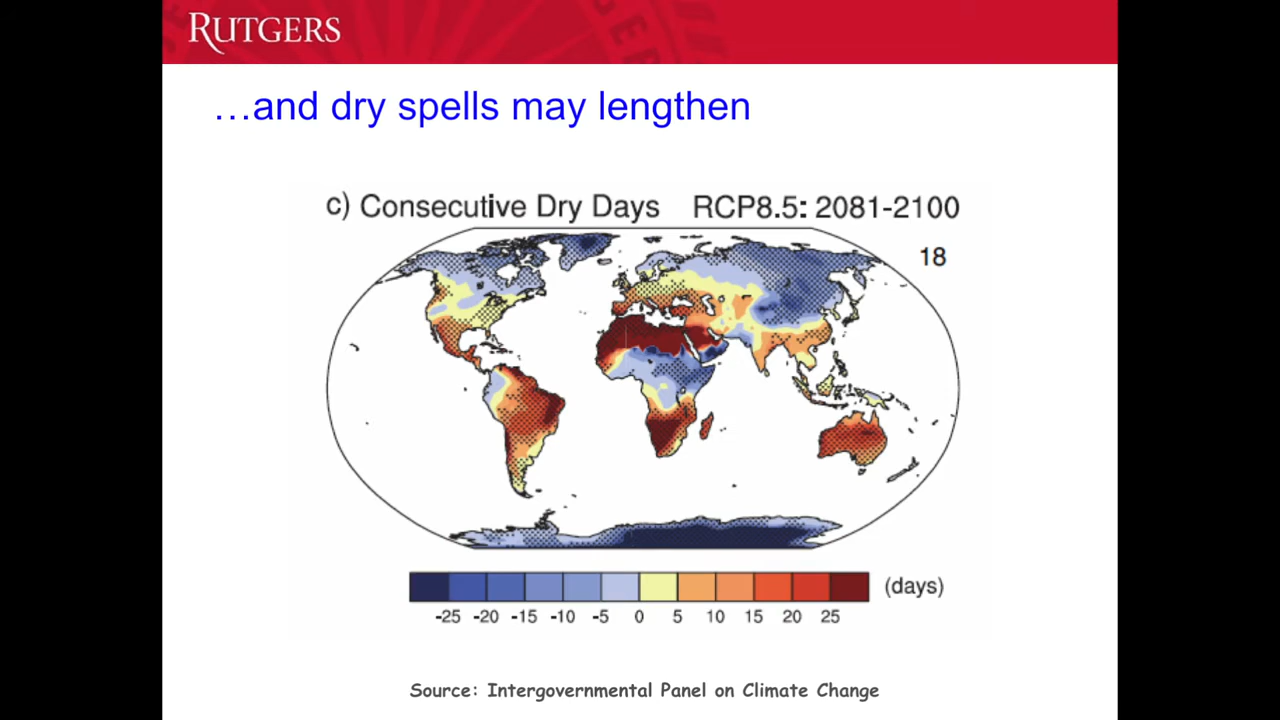 RUTGERS
…and dry spells may lengthen
c) Consecutive Dry Days RCP8.5: 2081-2100
18
(days)
-25 -20 -15 -10 -5 0 5 10 15 20 25
Source: Intergovernmental Panel on Climate Change